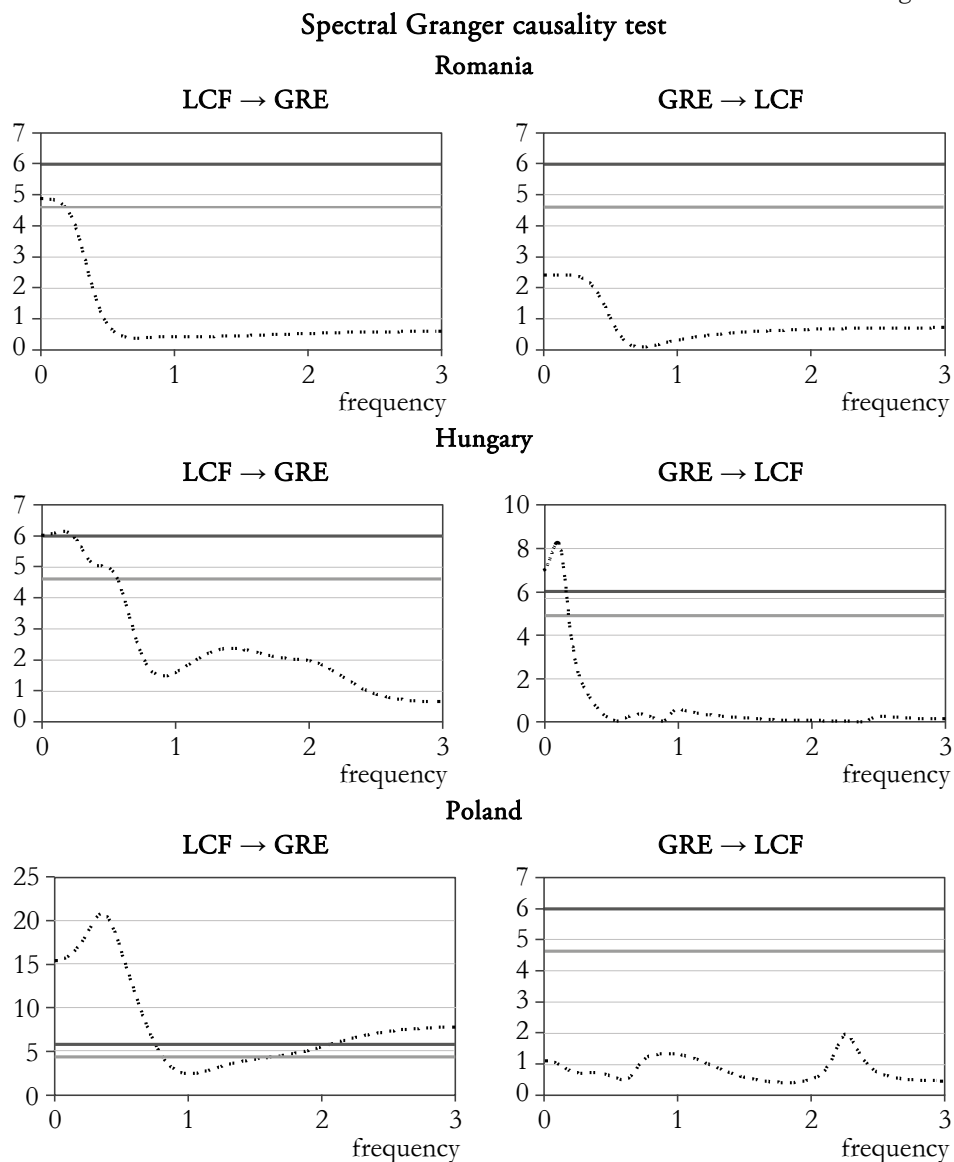 Spectral Granger causality test
Romania
LCF → GRE
GRE → LCF
7
6
5
4
3
2
1
0
0 1 2 3
frequency
7
6
5
4
3
2
1
0
0 1 2 3
frequency
Hungary
LCF → GRE
GRE → LCF
7
6
5
4
3
2
1
0
0 1 2 3
frequency
10
8
6
4
2
0
0 1 2 3
frequency
Poland
LCF → GRE
GRE → LCF
25
20
15
10
5
0
0 1 2 3
frequency
7
6
5
4
3
2
1
0
0 1 2 3
frequency